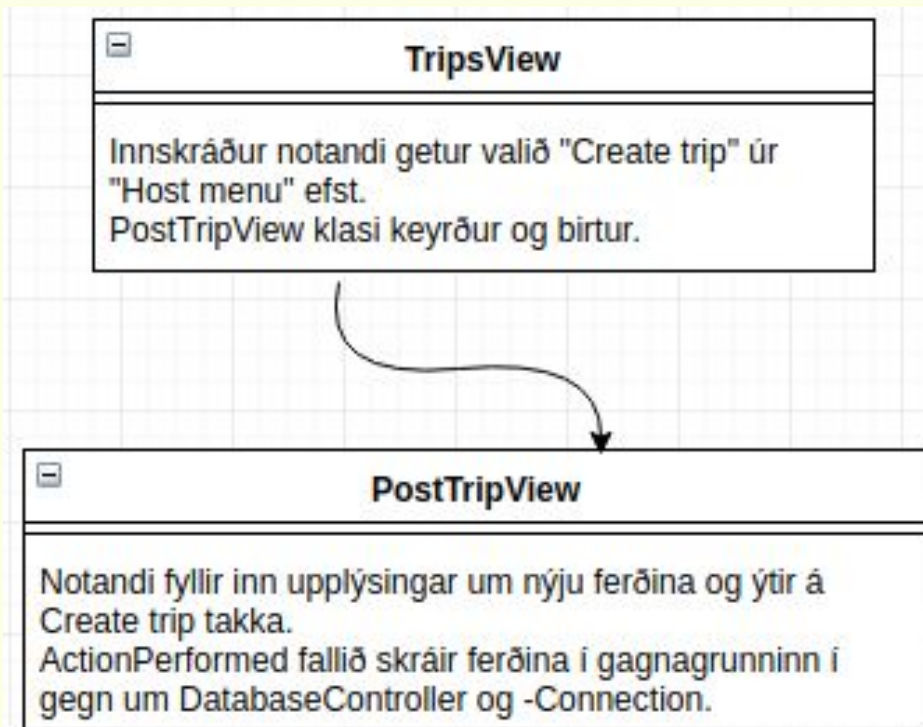 TripsView
Innskráður notandi getur valið "Create trip" úr
"Host menu" efst.
PostTripView klasi keyrður og birtur.
PostTripView
Notandi fyllir inn upplýsingar um nýju ferðina og ýtir á
Create trip takka.
ActionPerformed fallið skráir ferðina í gagnagrunninn í
gegn um DatabaseController og -Connection.